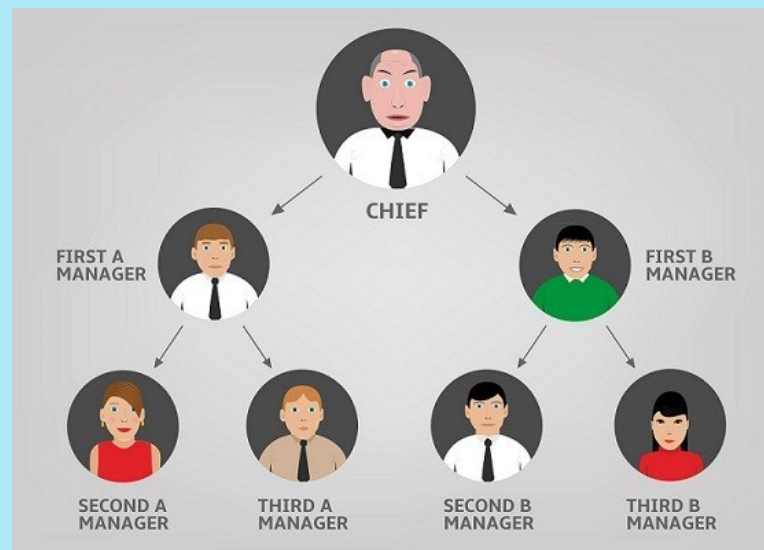 CHIEF
FIRST A
MANAGER
FIRST B
MANAGER
SECOND A
MANAGER
THIRD A
MANAGER
SECOND B
MANAGER
THIRD B
MANAGER